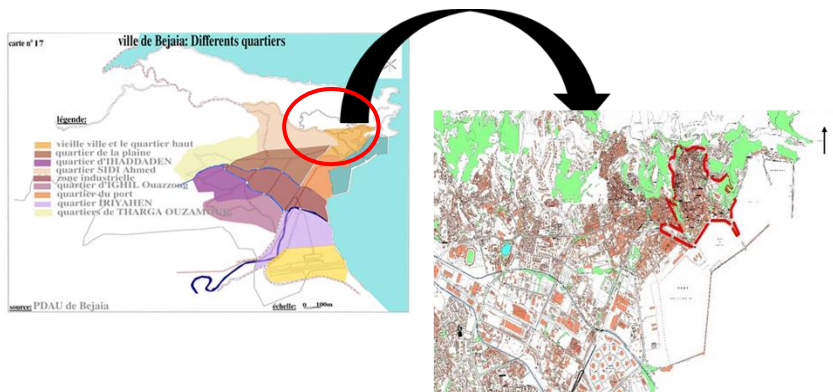 carte n° 17
ville de Bejaia: Differents quartiers
légende:
vieille ville et le quartier haut
quartier de la plaine
quartier d'IHADDADEN
quartier SIDI Ahmed
zone industrielle
quartier d'IGHIL Ouazzoug
quartier du port
quartier IRIYAHEN
quartiers de THARGA OUZAMOUR
source: PDAU de Bejaia
échelle: 0 100m
PORT